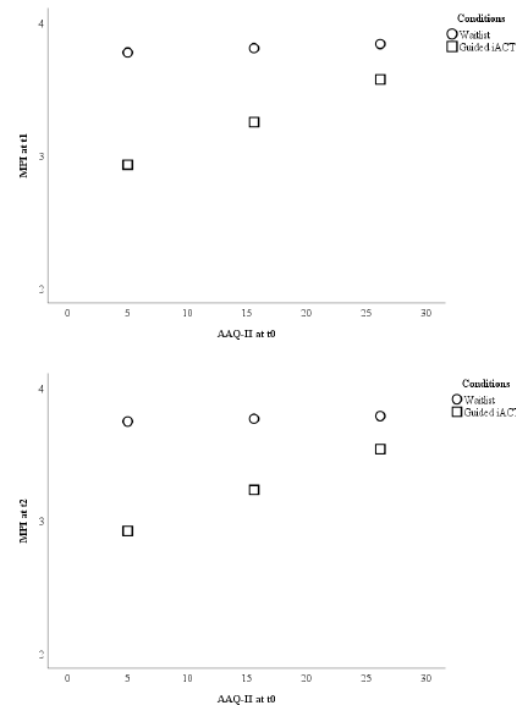 Conditions
Waitlist
Guided iACT
4
3
2
MPI at t1
0 5 10 15 20 25 30
AAQ-II at t0
Conditions
Waitlist
Guided iACT
4
3
2
MPI at t2
0 5 10 15 20 25 30
AAQ-II at t0